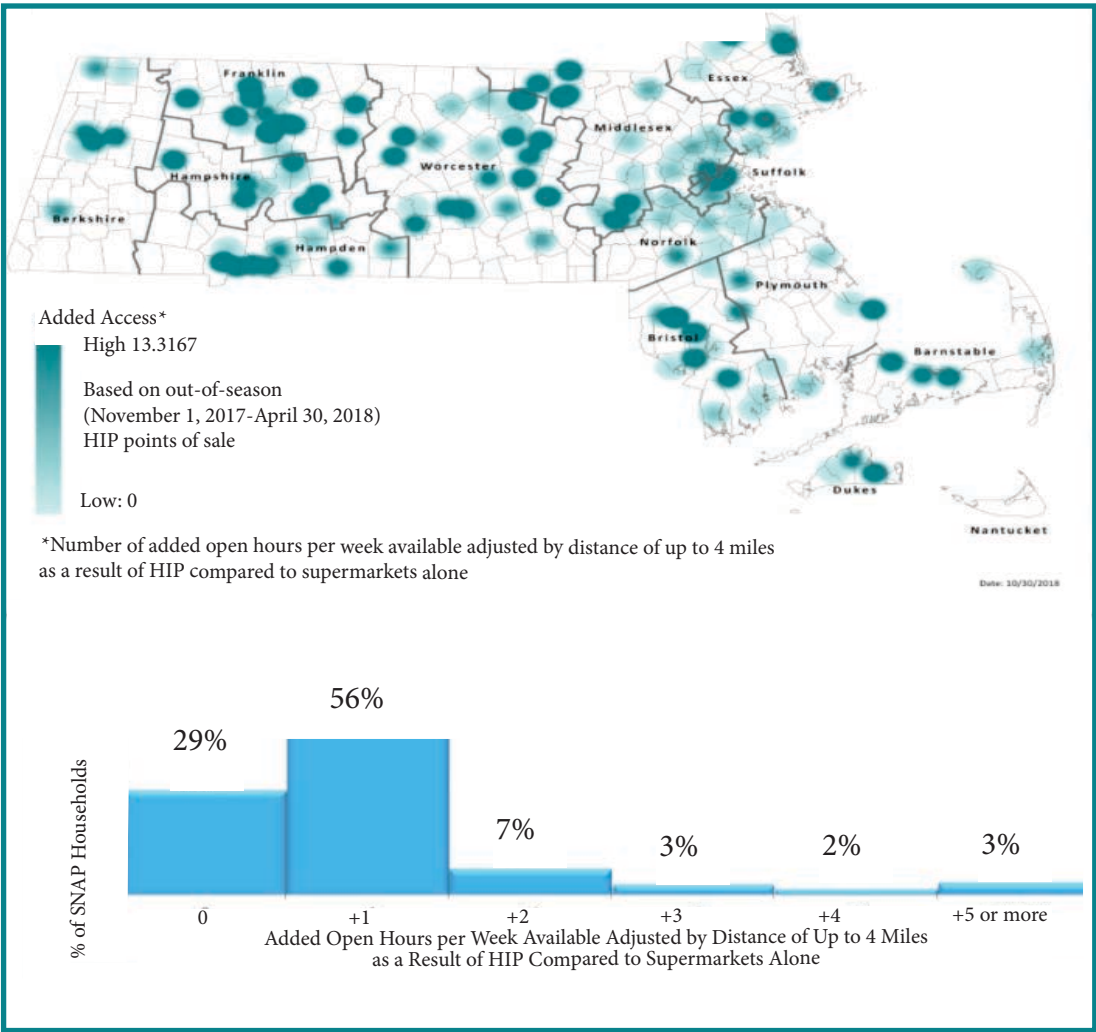 Franklin
Essex
Middlesex
Worcester
Suffolk
Hampshire
Berkshire
Hampden
Norfolk
Plymouth
Bristol
Barnstable
Dukes
Nantucket
Added Access*
High 13.3167
Based on out-of-season
(November 1, 2017-April 30, 2018)
HIP points of sale
Low: 0
*Number of added open hours per week available adjusted by distance of up to 4 miles
as a result of HIP compared to supermarkets alone
Date: 10/30/2018
% of SNAP Households
29%
56%
7%
3%
2%
3%
0
+1
+2
+3
+4
+5 or more
Added Open Hours per Week Available Adjusted by Distance of Up to 4 Miles
as a Result of HIP Compared to Supermarkets Alone